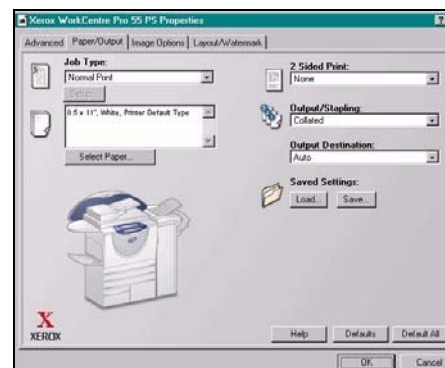 Xerox WorkCentre Pro 55 PS Properties
Advanced
Paper/Output
Image Options
Layout/Watermark
Job Type:
Normal Print
Setup...
8.5 x 11", White, Printer Default Type
Select Paper...
2 Sided Print:
None
Output/Stapling:
Collated
Output Destination:
Auto
Saved Settings:
Load...
Save...
X
XEROX
Help
Defaults
Default All
OK
Cancel